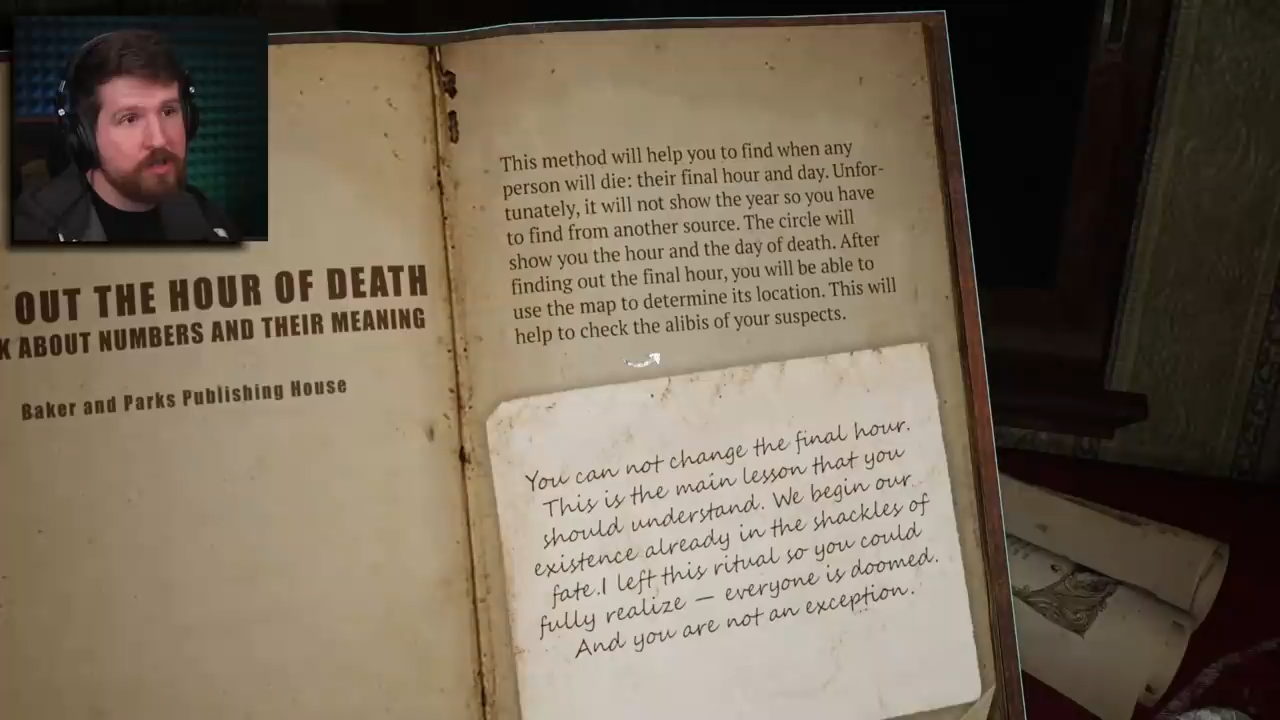 OUT THE HOUR OF DEATH
ABOUT NUMBERS AND THEIR MEANING
Baker and Parks Publishing House
This method will help you to find when any
person will die: their final hour and day. Unfor-
tunately, it will not show the year so you have
to find from another source. The circle will
show you the hour and the day of death. After
finding out the final hour, you will be able to
use the map to determine its location. This will
help to check the alibis of your suspects.
You can not change the final hour.
This is the main lesson that you
should understand. We begin our
existence already in the shackles of
fate.I left this ritual so you could
fully realize — everyone is doomed.
And you are not an exception.